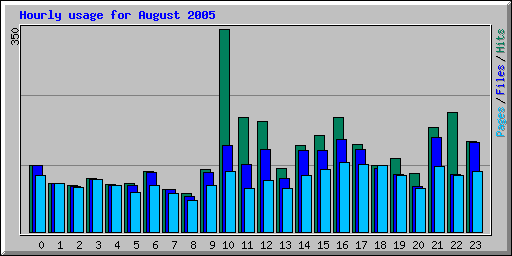 Hourly usage for August 2005
350
Pages/Files/Hits
0 1 2 3 4 5 6 7 8 9 10 11 12 13 14 15 16 17 18 19 20 21 22 23